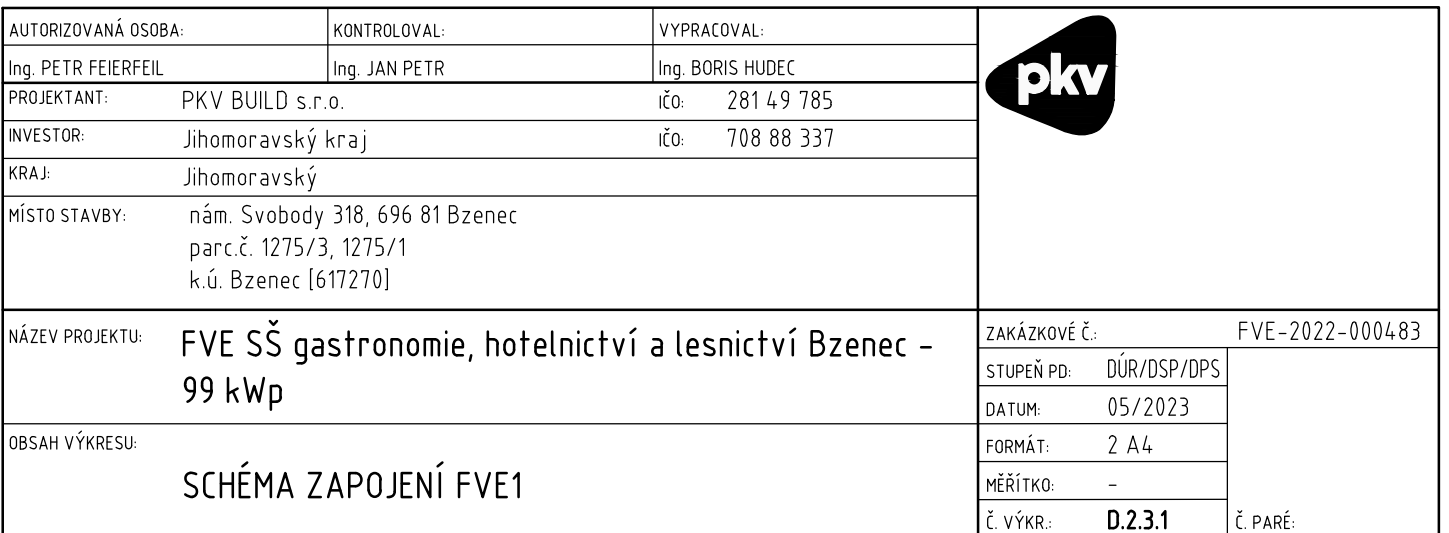 AUTORIZOVANÁ OSOBA: KONTROLOVAL: VYPRACOVAL:
Ing. PETR FEIERFEIL Ing. JAN PETR Ing. BORIS HUDEC
PROJEKTANT: PKV BUILD s.r.o. IČO: 281 49 785
INVESTOR: Jihomoravský kraj IČO: 708 88 337
KRAJ: Jihomoravský
MÍSTO STAVBY: nám. Svobody 318, 696 81 Bzenec
parc.č. 1275/3, 1275/1
k.ú. Bzenec [617270]
pkv
NÁZEV PROJEKTU: FVE SŠ gastronomie, hotelnictví a lesnictví Bzenec –
99 kWp
OBSAH VÝKRESU:
SCHÉMA ZAPOJENÍ FVE1
ZAKÁZKOVÉ Č.: FVE-2022-000483
STUPEŇ PD: DÚR/DSP/DPS
DATUM: 05/2023
FORMÁT: 2 A4
MĚŘÍTKO: –
Č. VÝKR.: D.2.3.1 Č. PARÉ: